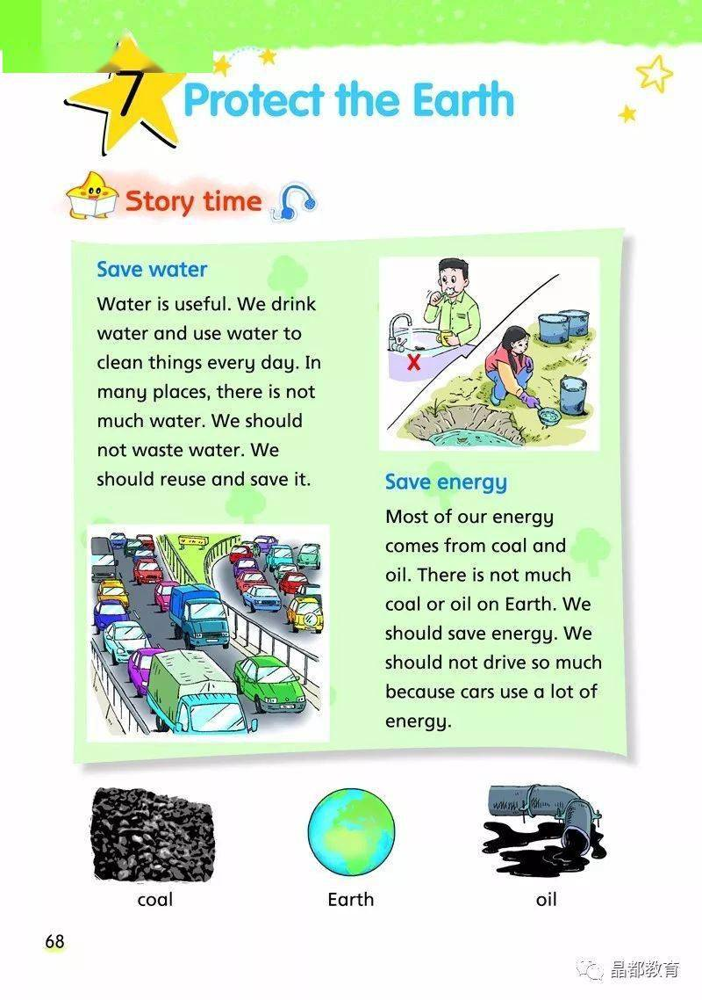 7
Protect the Earth
Story time
Save water
Water is useful. We drink
water and use water to
clean things every day. In
many places, there is not
much water. We should
not waste water. We
should reuse and save it.
X
Save energy
Most of our energy
comes from coal and
oil. There is not much
coal or oil on Earth. We
should save energy. We
should not drive so much
because cars use a lot of
energy.
coal
Earth
oil
68
晶都教育